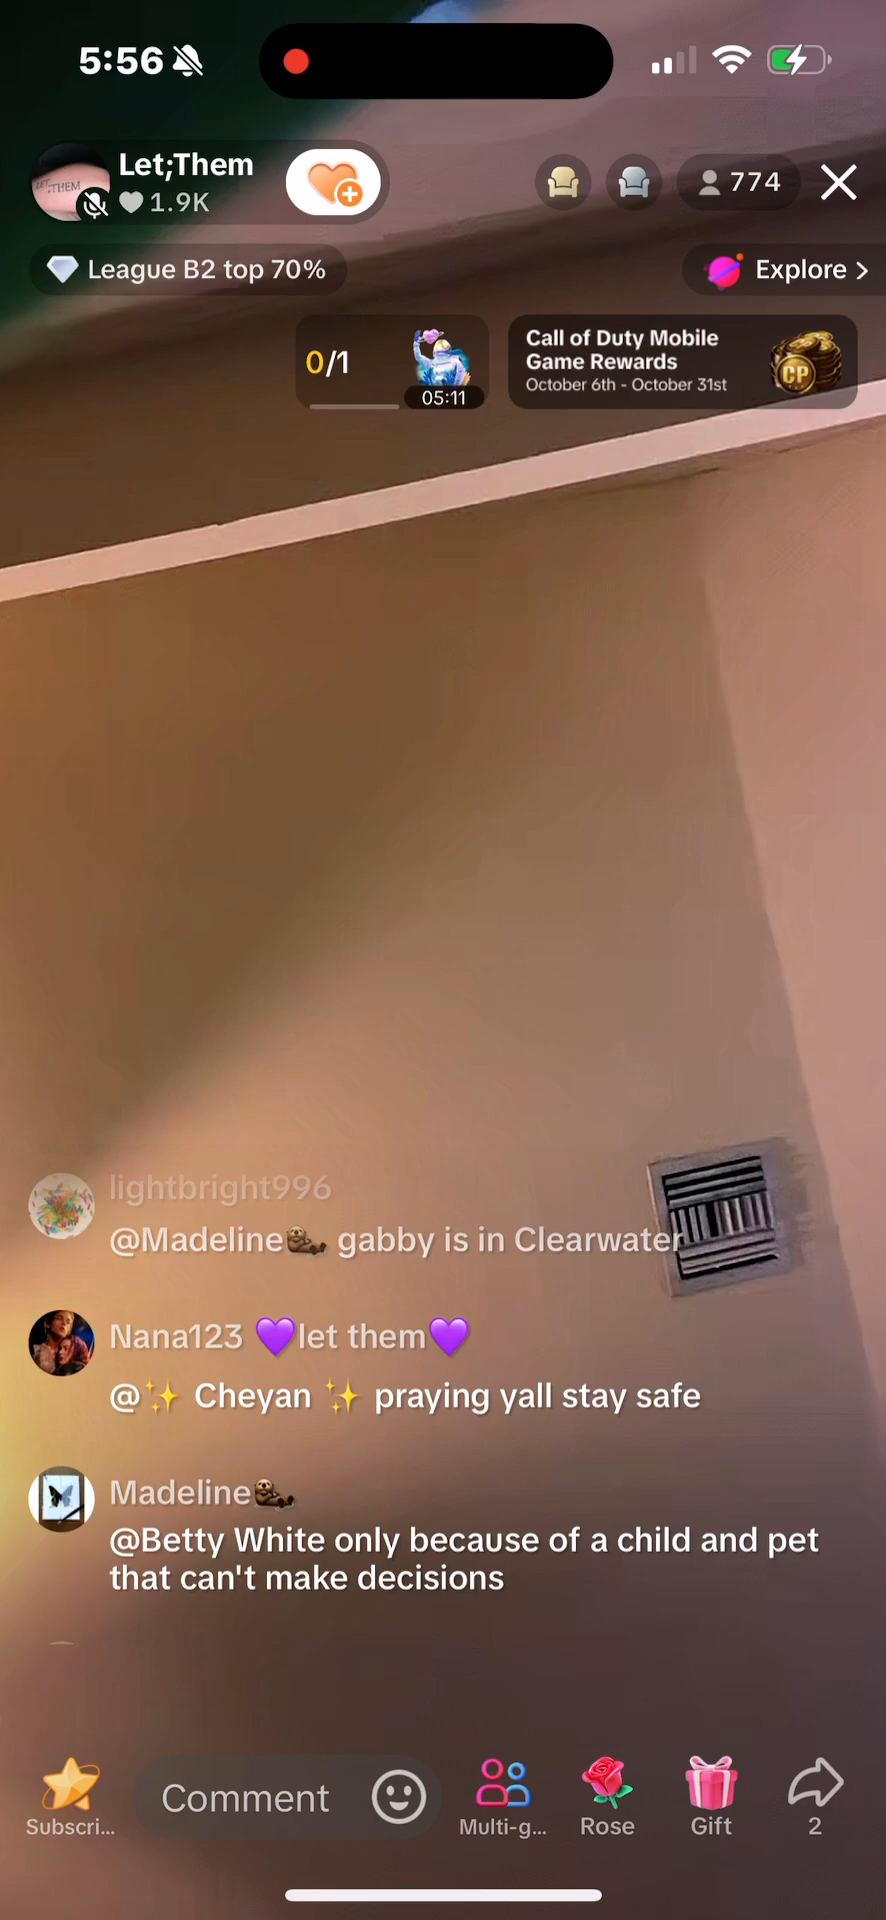 5:56
Let;Them
1.9K
774
League B2 top 70%
Explore >
0/1
05:11
Call of Duty Mobile
Game Rewards
October 6th - October 31st
CP
lightbright996
@Madeline🦦 gabby is in Clearwater
Nana123 💜let them💜
@✨ Cheyan ✨ praying yall stay safe
Madeline🦦
@Betty White only because of a child and pet
that can't make decisions
Comment
Subscri...
Multi-g...
Rose
Gift
2